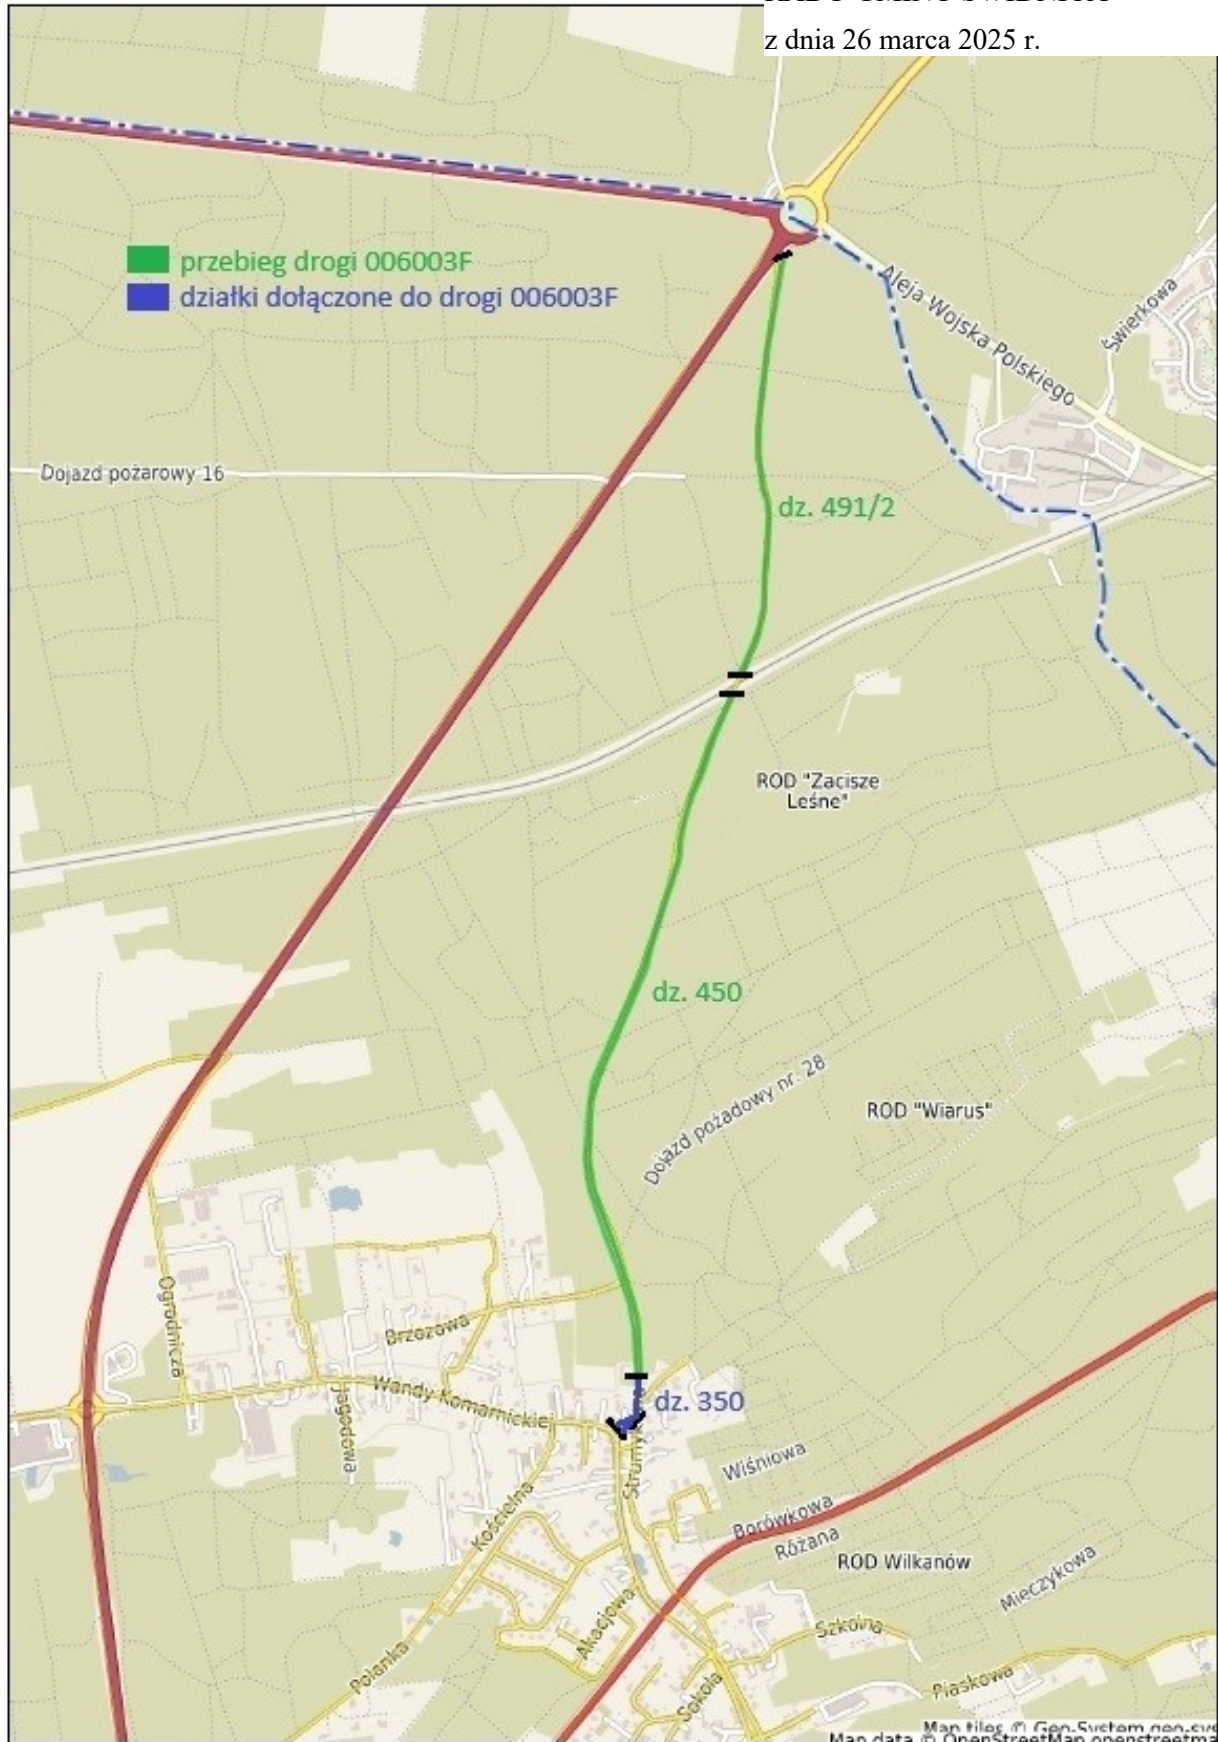 z dnia 26 marca 2025 r.
przebieg drogi 006003F
działki dołączone do drogi 006003F
Aleja Wojska Polskiego
Świerkowa
Dojazd pożarowy 16
dz. 491/2
ROD "Zacisze
Leśne"
dz. 450
Dojazd pożadowy nr. 28
ROD "Wiarus"
Ogrodnicza
Brzozowa
Wandy Komarnickiej
Jagodowa
dz. 350
Wiśniowa
Kościelna
Borówkowa
Różana
ROD Wilkanów
Mieczykowa
Akacjowa
Szkolna
Polanka
Sokola
Piaskowa
Map tiles © Geo-System geo-sys
Map data © OpenStreetMap openstreetma